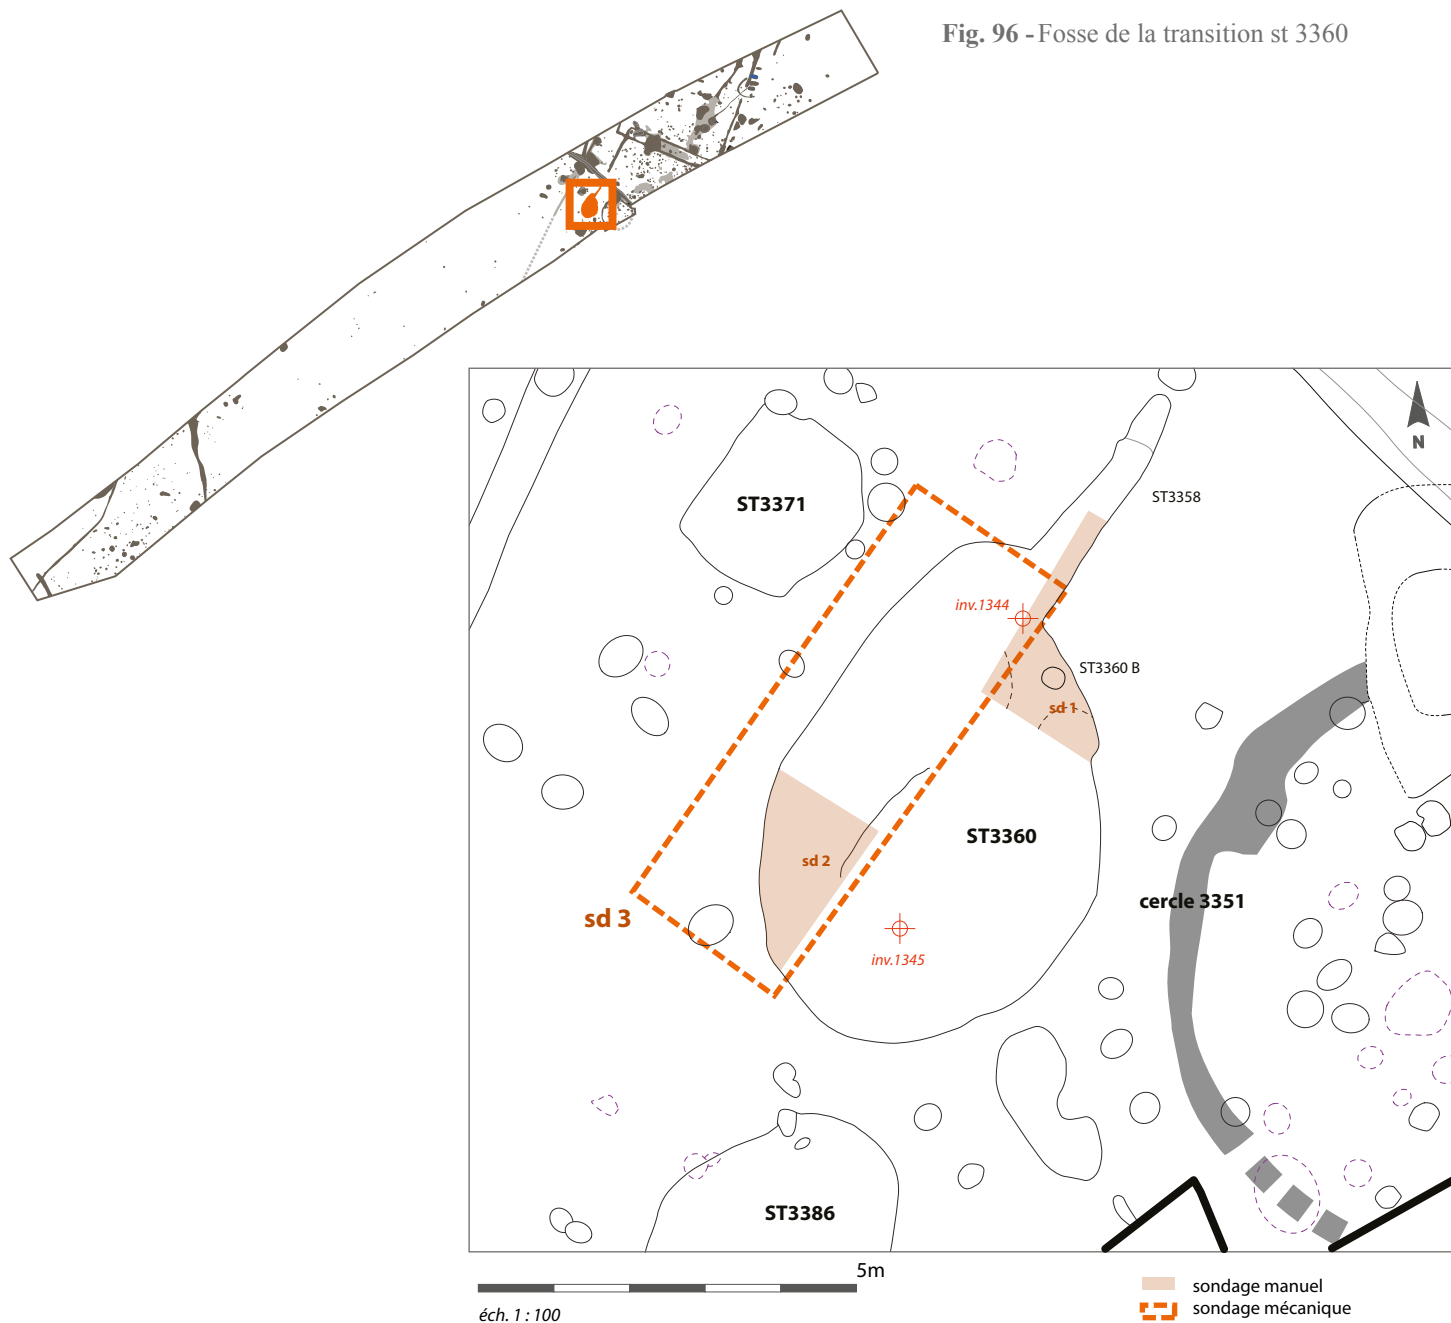 Fig. 96 - Fosse de la transition st 3360
N
ST3371
ST3358
inv.1344
ST3360 B
sd 1
ST3360
sd 2
cercle 3351
sd 3
inv.1345
ST3386
5m
éch. 1 : 100
sondage manuel
sondage mécanique